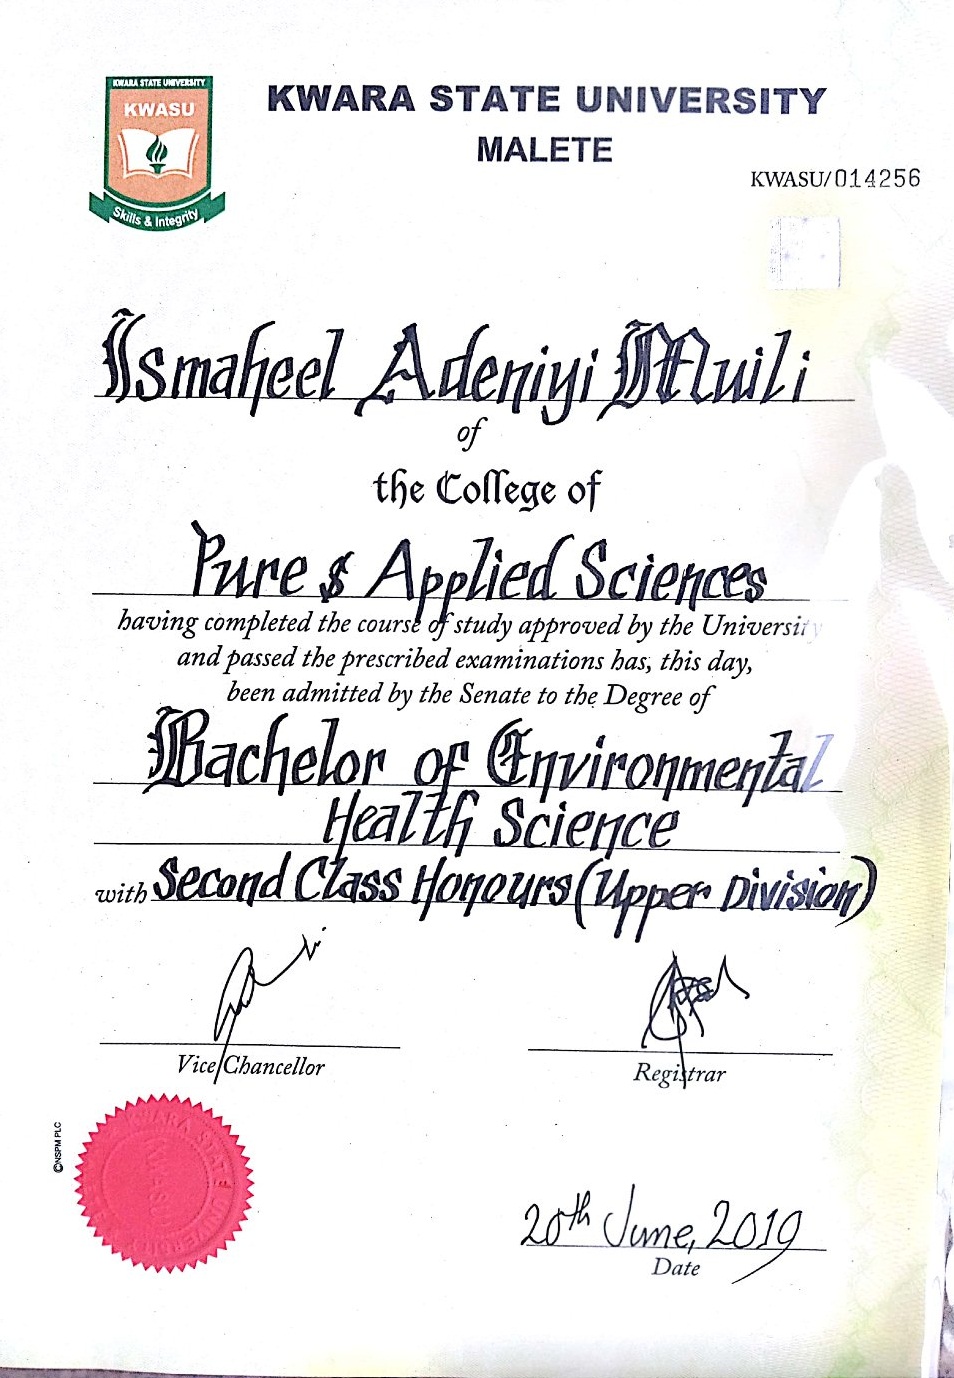 KWARA STATE UNIVERSITY
KWASU
Skills & Integrity
KWARA STATE UNIVERSITY
MALETE
KWASU/014256
Ismaheel Adeniyi Muili
of
the College of
Pure & Applied Sciences
having completed the course of study approved by the University
and passed the prescribed examinations has, this day,
been admitted by the Senate to the Degree of
Bachelor of Environmental
Health Science
with Second Class Honours (Upper Division)
Vice Chancellor
Registrar
©NSPM PLC
KWARA STATE UNIVERSITY
KWASU
20th June, 2019
Date